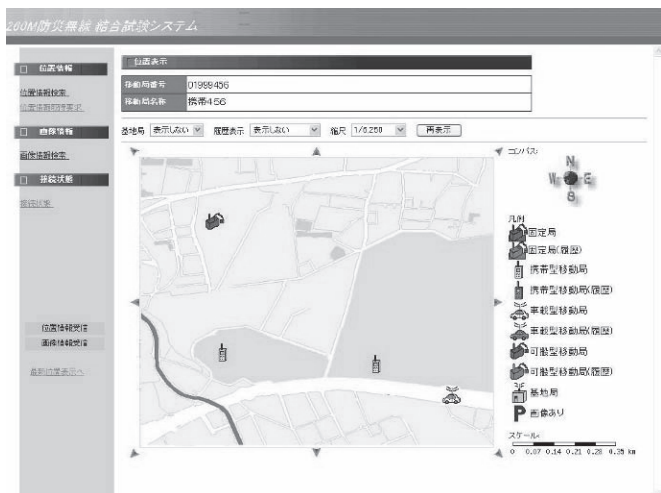 260M防災無線 結合試験システム
位置情報
位置情報検索
位置情報即時要求
画像情報
画像情報検索
接続状態
接続状態
位置情報受信
画像情報受信
最新位置表示へ
位置表示
移動局番号 01999456
移動局名称 携帯456
基地局 表示しない 履歴表示 表示しない 縮尺 1/6,250 再表示
コンパス:
N
W E
S
凡例
固定局
固定局(履歴)
携帯型移動局
携帯型移動局(履歴)
車載型移動局
車載型移動局(履歴)
可搬型移動局
可搬型移動局(履歴)
基地局
P 画像あり
スケール:
0 0.07 0.14 0.21 0.28 0.35 km